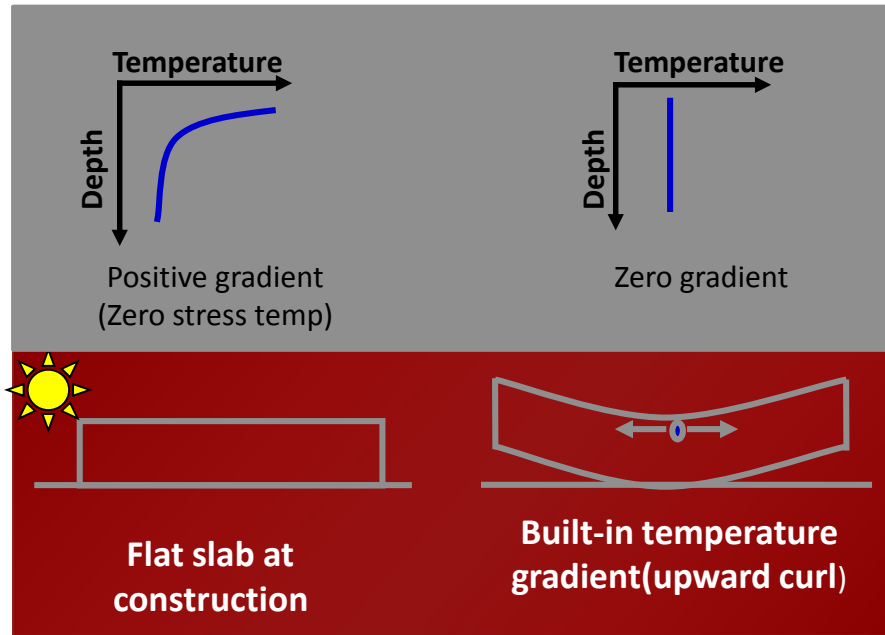 Temperature
Depth
Positive gradient
(Zero stress temp)
Temperature
Depth
Zero gradient
Flat slab at
construction
Built-in temperature
gradient(upward curl)